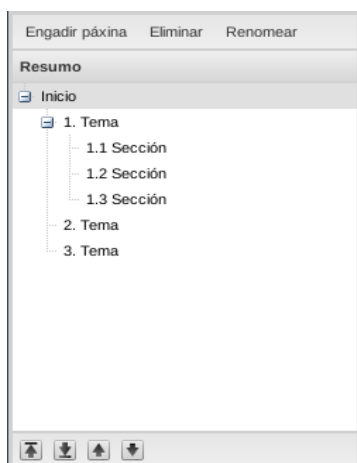 Engadir páxina Eliminar Renomear
Resumo
Inicio
1. Tema
1.1 Sección
1.2 Sección
1.3 Sección
2. Tema
3. Tema